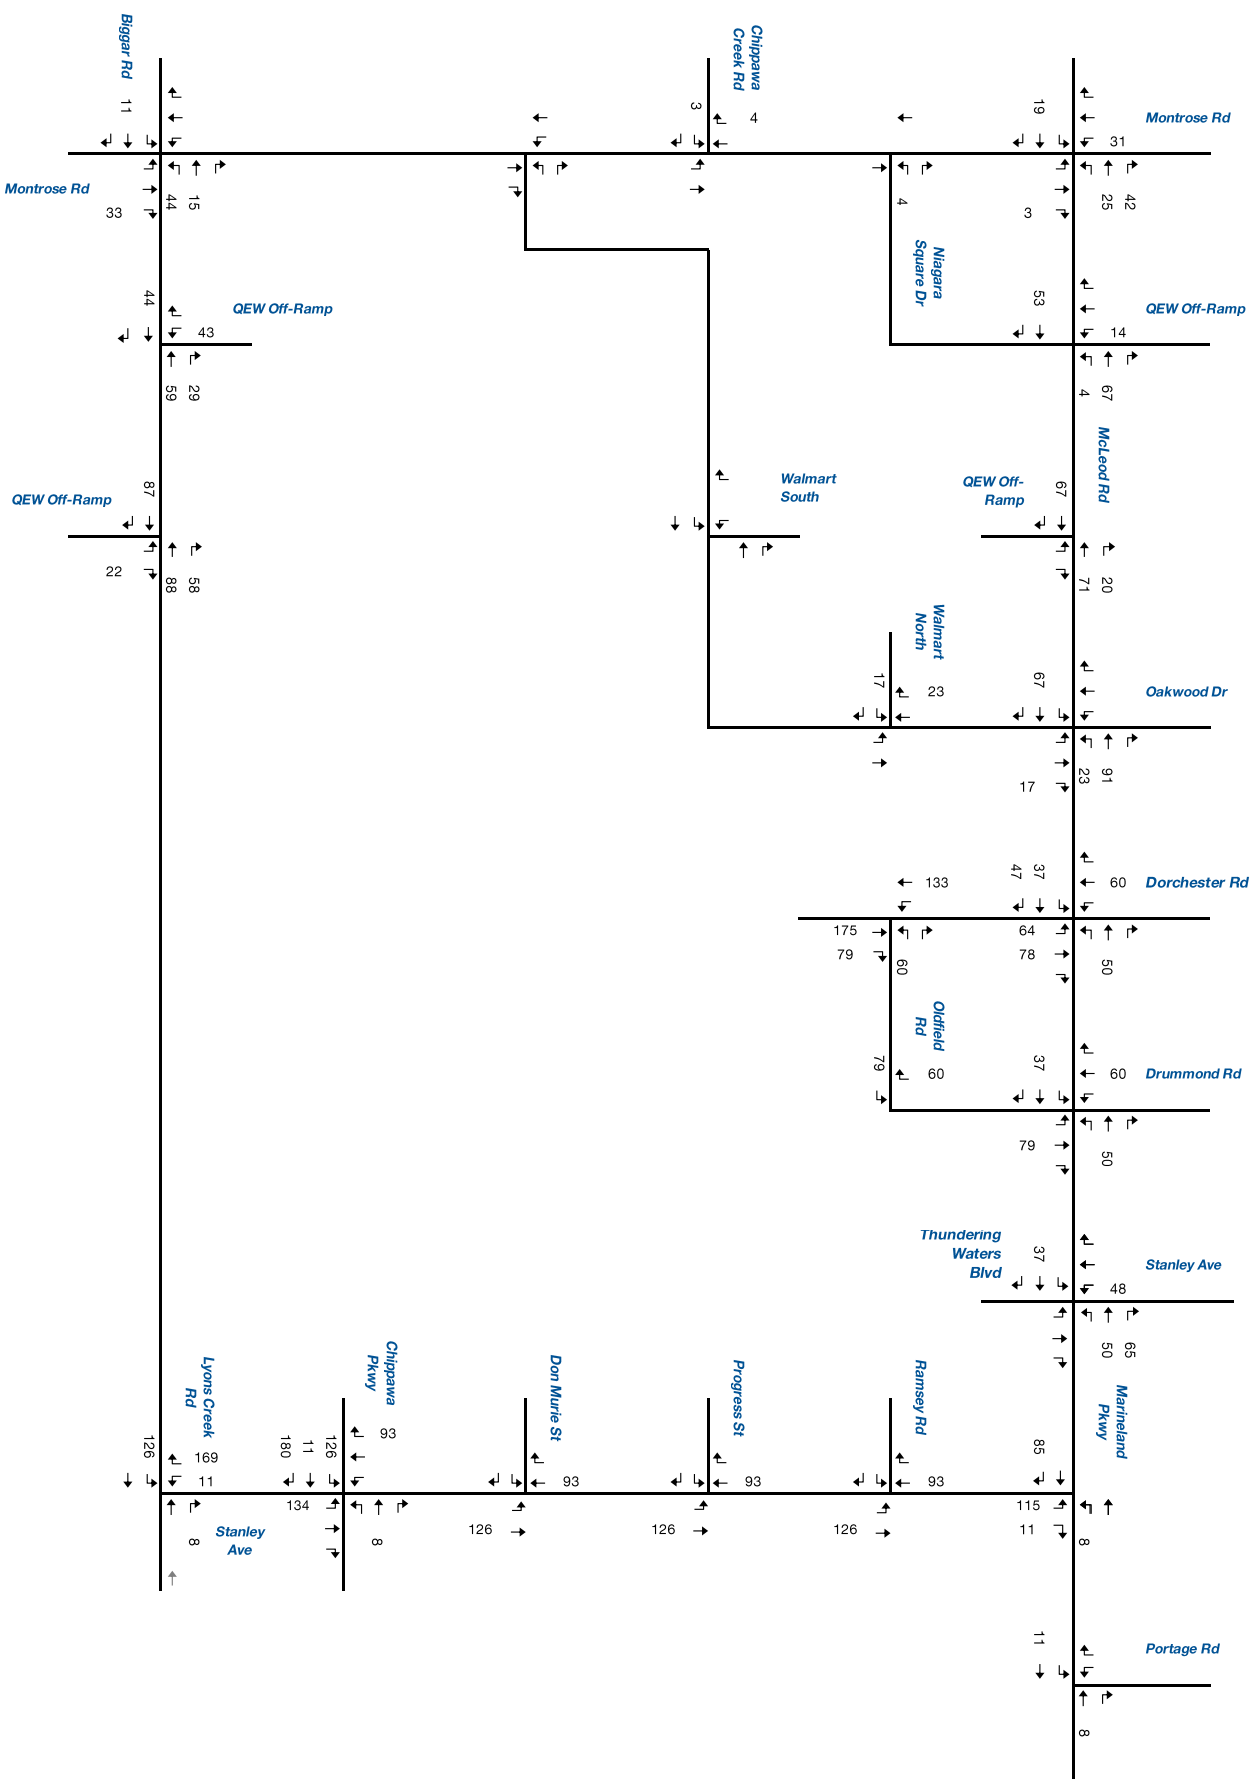 Biggar Rd
Chippawa
Creek Rd
11
3
4
19
Montrose Rd
31
Montrose Rd
33
44
15
4
3
25
42
Niagara
Square Dr
44
QEW Off-Ramp
43
53
QEW Off-Ramp
14
59
29
4
67
McLeod Rd
QEW Off-Ramp
87
Walmart
South
QEW Off-
Ramp
67
22
88
58
71
20
Walmart
North
17
23
67
Oakwood Dr
17
23
91
133
47
37
60
Dorchester Rd
175
79
60
64
78
50
Oldfield
Rd
79
60
37
60
Drummond Rd
79
50
Thundering
Waters
Blvd
37
Stanley Ave
48
50
65
Lyons Creek
Rd
Chippawa
Pkwy
Don Murie St
Progress St
Ramsey Rd
Marineland
Pkwy
126
169
11
180
11
126
93
93
93
93
85
134
126
126
126
115
11
8
Stanley
Ave
8
8
11
Portage Rd
8